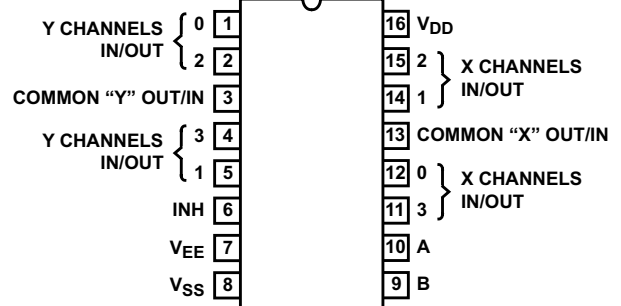 Y CHANNELS
IN/OUT
0 1
2 2
COMMON “Y” OUT/IN 3
Y CHANNELS
IN/OUT
3 4
1 5
INH 6
VEE 7
VSS 8
16 VDD
15 2
14 1
X CHANNELS
IN/OUT
13 COMMON “X” OUT/IN
12 0
11 3
X CHANNELS
IN/OUT
10 A
9 B